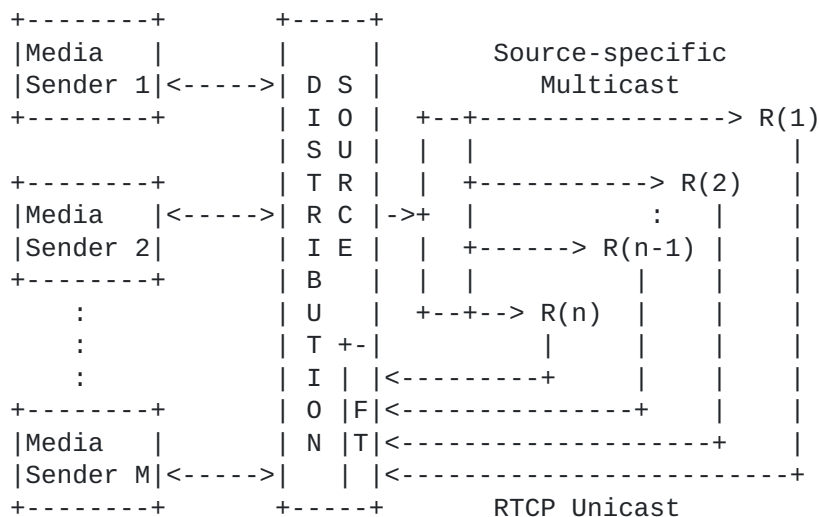 +--------+            +-----+
|Media   |            |     |       Source-specific
|Sender 1|<----->| D S |          Multicast
+--------+       | I O |  +--+----------------> R(1)
                 | S U |  |  |                    |
+--------+       | T R |  |  +-----------> R(2)   |
|Media   |<----->| R C |->+  |           :   |    |
|Sender 2|       | I E |  |  +------> R(n-1) |    |
+--------+       | B   |  |  |          |    |    |
    :            | U   |  +--+--> R(n)  |    |    |
    :            | T +-|          |     |    |    |
    :            | I | |<---------+     |    |    |
+--------+       | O |F|<---------------+    |    |
|Media   |       | N |T|<--------------------+    |
|Sender M|<----->|   | |<-------------------------+
+--------+       +-----+       RTCP Unicast